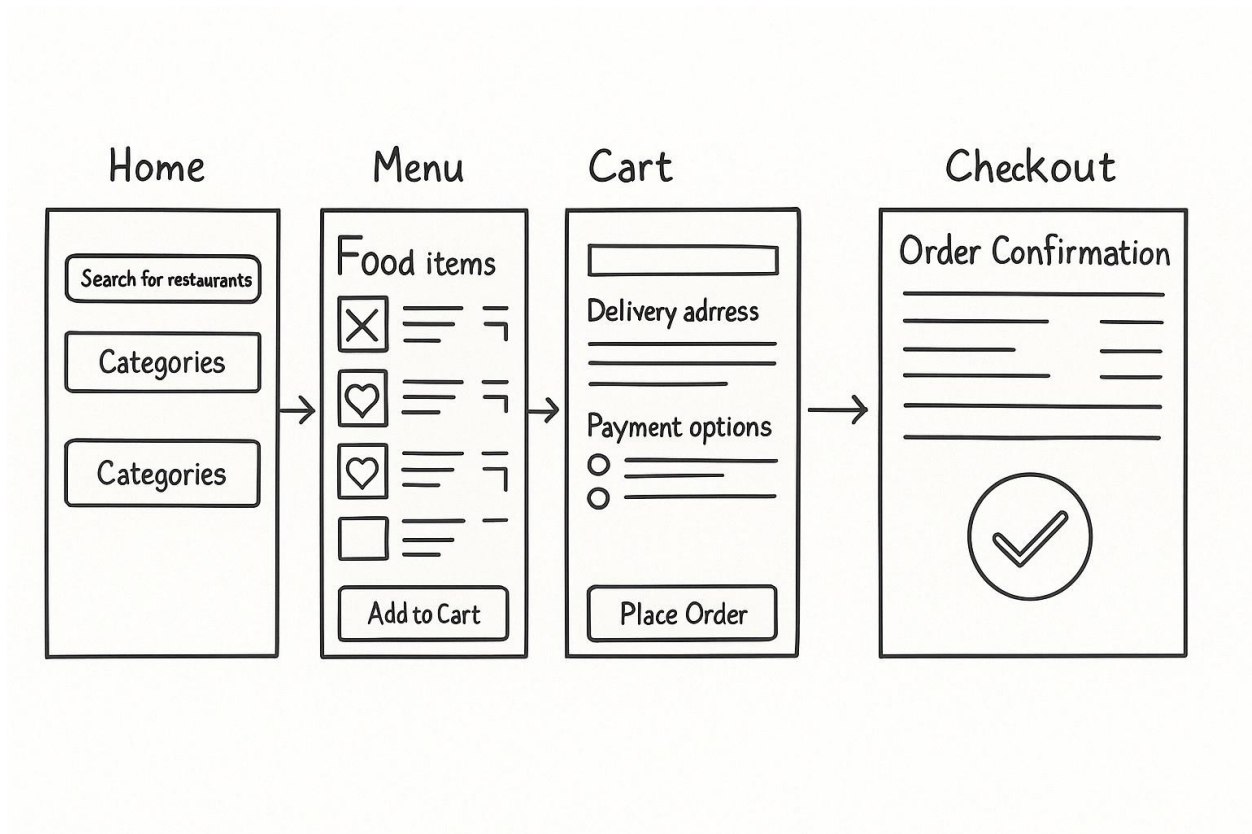 Home
Search for restaurants
Categories
Categories
Menu
Food items
Add to Cart
Cart
Delivery adrress
Payment options
Place Order
Checkout
Order Confirmation